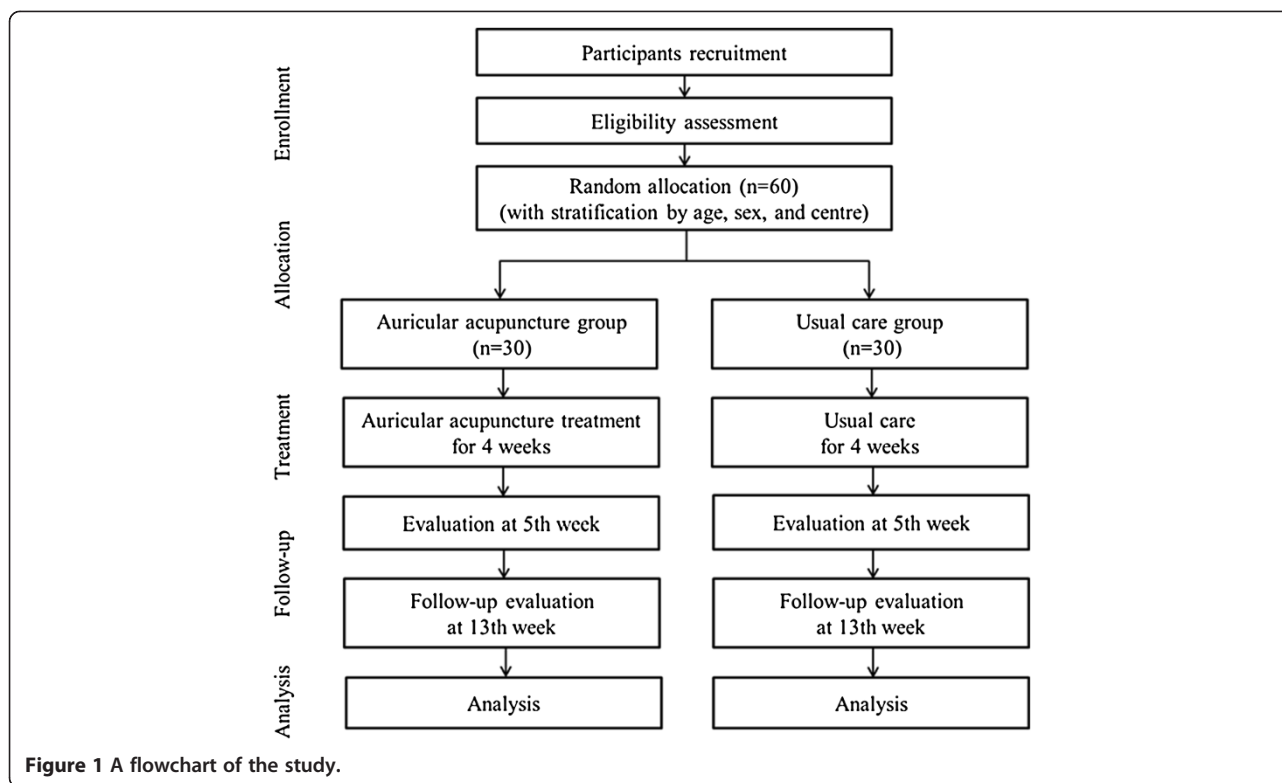 Enrollment
Participants recruitment
Eligibility assessment
Random allocation (n=60)
(with stratification by age, sex, and centre)
Allocation
Auricular acupuncture group
(n=30)
Usual care group
(n=30)
Treatment
Auricular acupuncture treatment
for 4 weeks
Usual care
for 4 weeks
Follow-up
Evaluation at 5th week
Evaluation at 5th week
Follow-up evaluation
at 13th week
Follow-up evaluation
at 13th week
Analysis
Analysis
Analysis
Figure 1 A flowchart of the study.